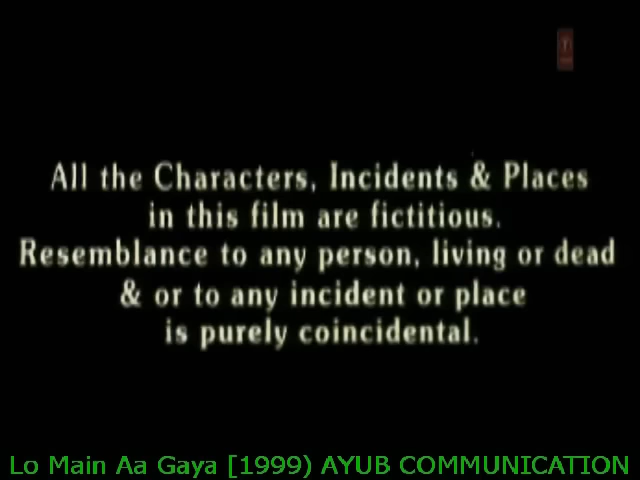 All the Characters, Incidents & Places
in this film are fictitious.
Resemblance to any person, living or dead
& or to any incident or place
is purely coincidental.
Lo Main Aa Gaya [1999) AYUB COMMUNICATION